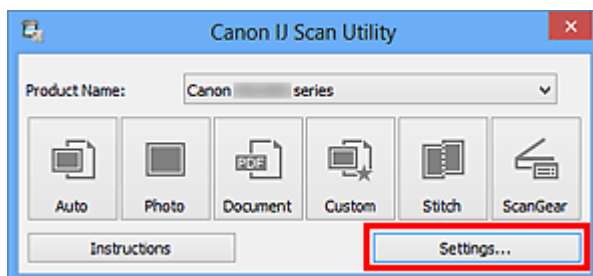 Canon IJ Scan Utility
Product Name: Canon series
PDF
Auto Photo Document Custom Stitch ScanGear
Instructions Settings...